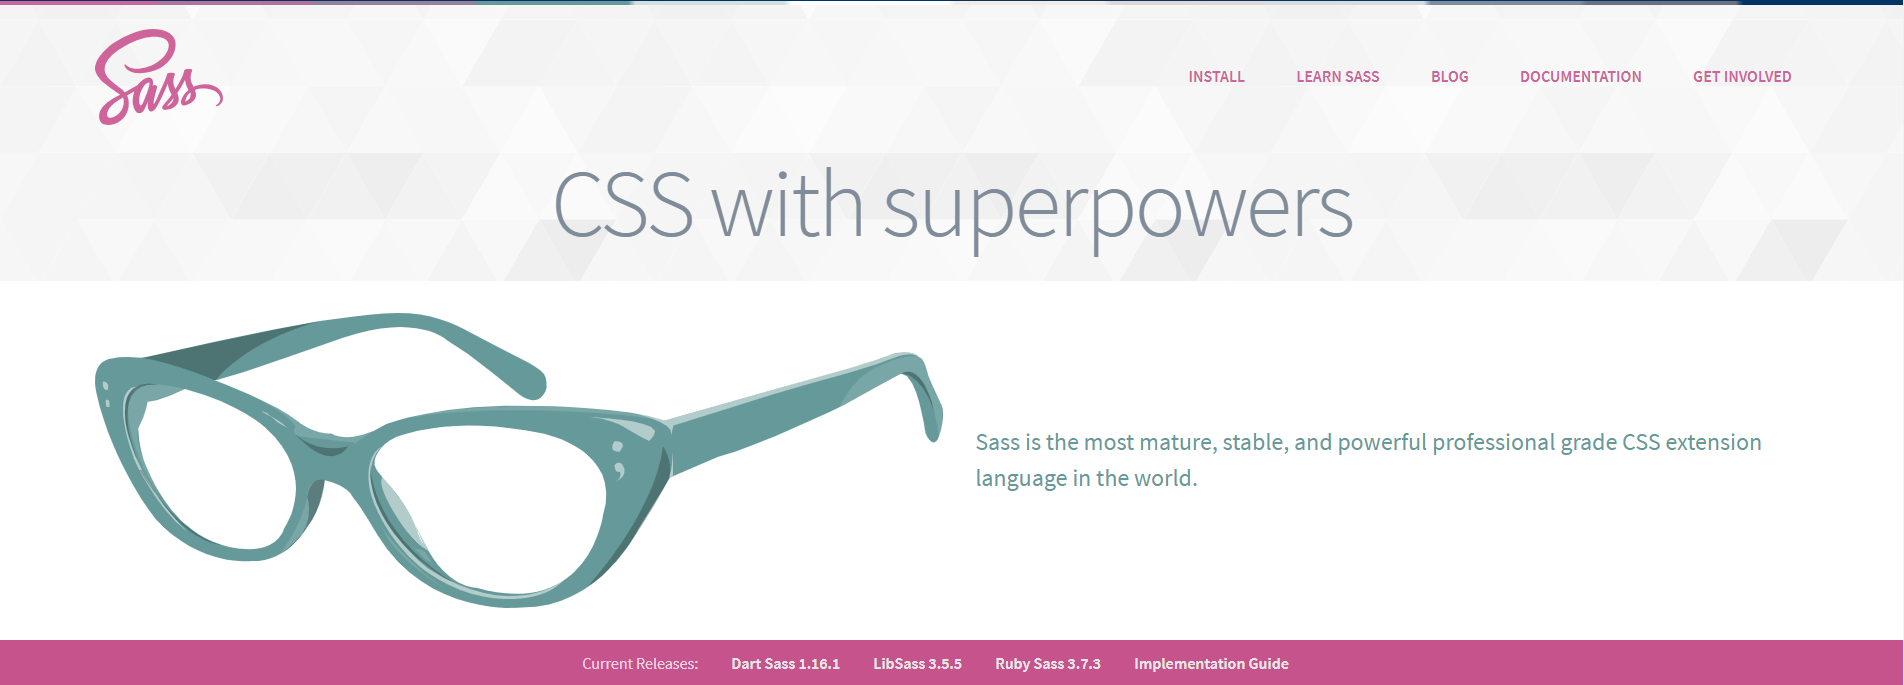 Sass
INSTALL
LEARN SASS
BLOG
DOCUMENTATION
GET INVOLVED
CSS with superpowers
Sass is the most mature, stable, and powerful professional grade CSS extension
language in the world.
Current Releases: Dart Sass 1.16.1 LibSass 3.5.5 Ruby Sass 3.7.3 Implementation Guide